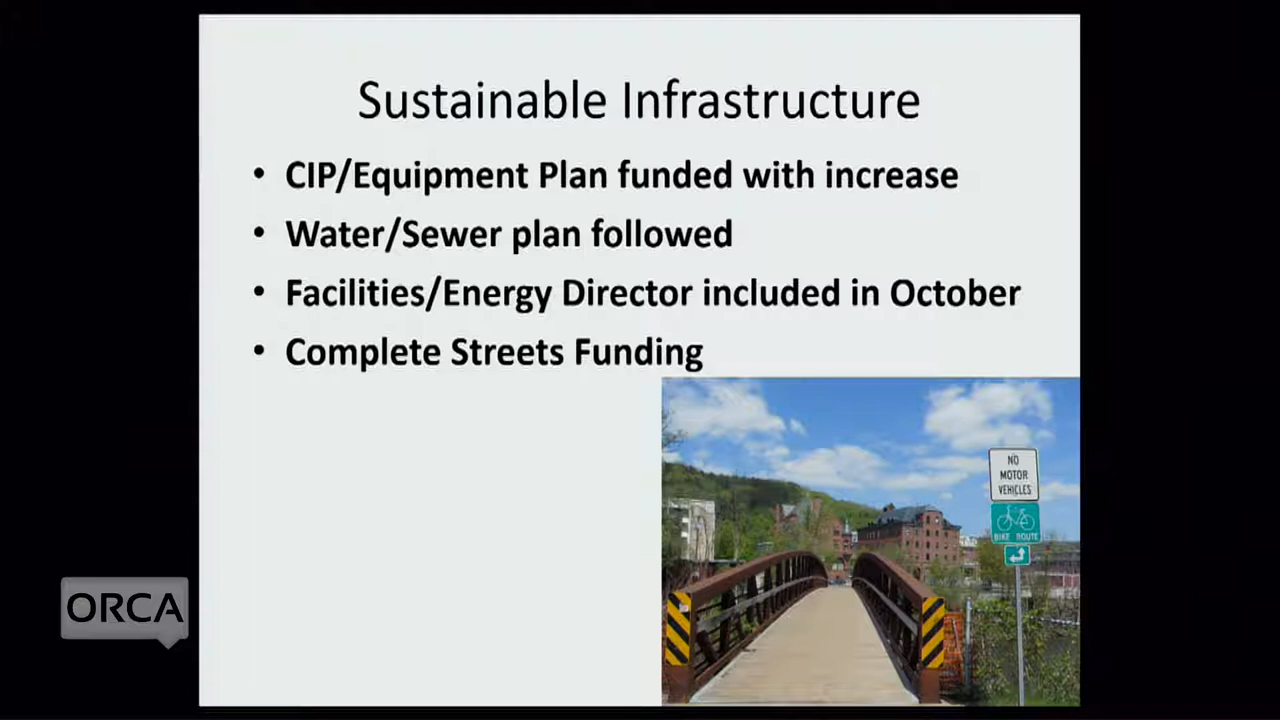 Sustainable Infrastructure
• CIP/Equipment Plan funded with increase
• Water/Sewer plan followed
• Facilities/Energy Director included in October
• Complete Streets Funding
NO
MOTOR
VEHICLES
BIKE ROUTE
ORCA